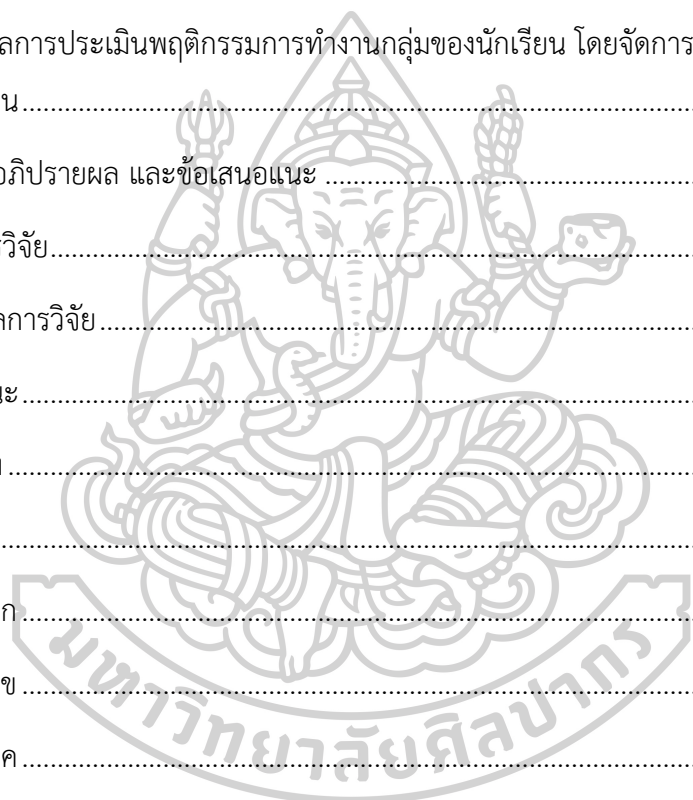 ลการประเมินพฤติกรรมการทำงานกลุ่มของนักเรียน โดยจัดการ
น.....................................................................................
อภิปรายผล และข้อเสนอแนะ ..............................................
รวิจัย..................................................................................
ลการวิจัย............................................................................
นะ.....................................................................................
.........................................................................................
ก ......................................................................................
ข ......................................................................................
ค ......................................................................................
มหาวิทยาลัยศิลปากร